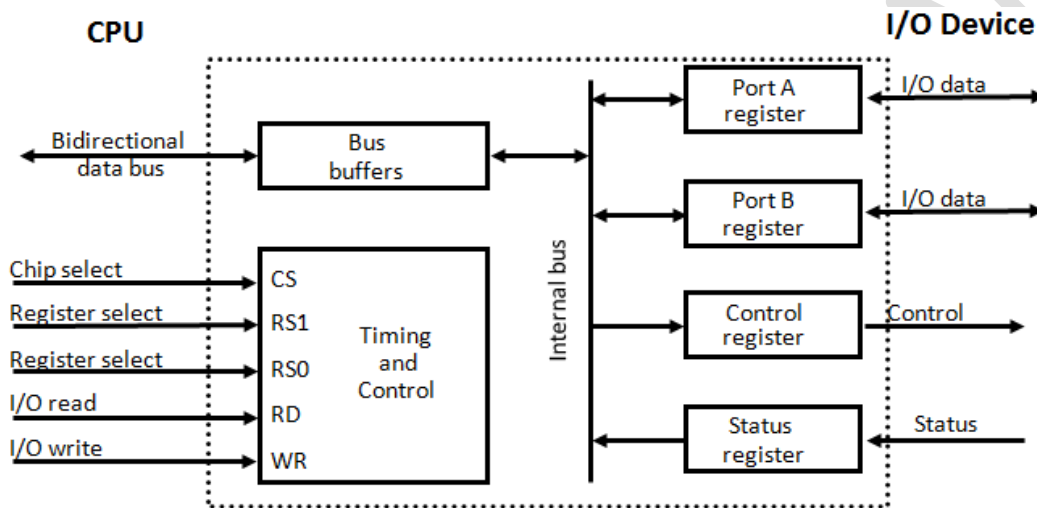 CPU
I/O Device
Bidirectional
data bus
Bus
buffers
Port A
register
I/O data
Port B
register
I/O data
Internal bus
Chip select
CS
Register select
RS1
Register select
RS0
I/O read
RD
I/O write
WR
Timing
and
Control
Control
register
Control
Status
register
Status